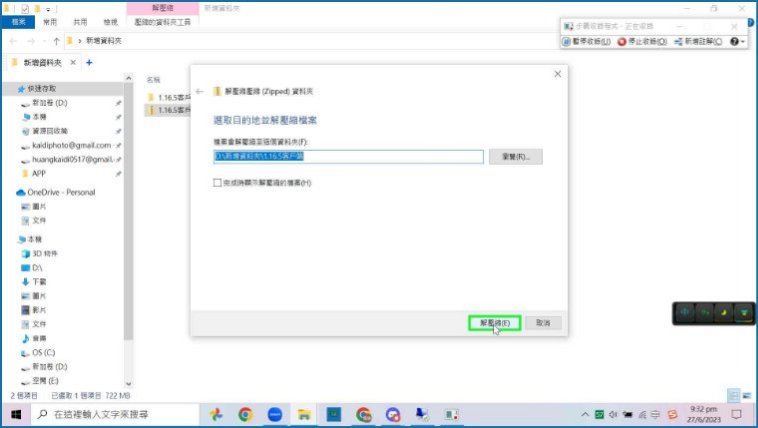 解壓縮
新增資料夾
檔案
常用
共用
檢視
壓縮的資料夾工具
步驟收錄程式 - 正在收錄
暫停收錄(U)
停止收錄(O)
新增註解(C)
新增資料夾
新增資料夾
快速存取
新加卷 (D:)
本機
資源回收筒
kaidiphoto@gmail.com -
huangkaidi0517@gmail.
APP
OneDrive - Personal
圖片
文件
本機
3D 物件
D:\
下載
圖片
影片
文件
音樂
OS (C:)
新加卷 (D:)
空間 (E:)
名稱
1.16.5客戶
1.16.5客戶
解壓縮壓縮 (Zipped) 資料夾
選取目的地並解壓縮檔案
檔案會解壓縮至這個資料夾(F):
D:\新增資料夾\1.16.5客戶端
瀏覽(R)...
完成時顯示解壓縮的檔案(H)
解壓縮(E)
取消
2 個項目
已選取 1 個項目 722 MB
在這裡輸入文字來搜尋
中
9:32 pm
27/6/2023